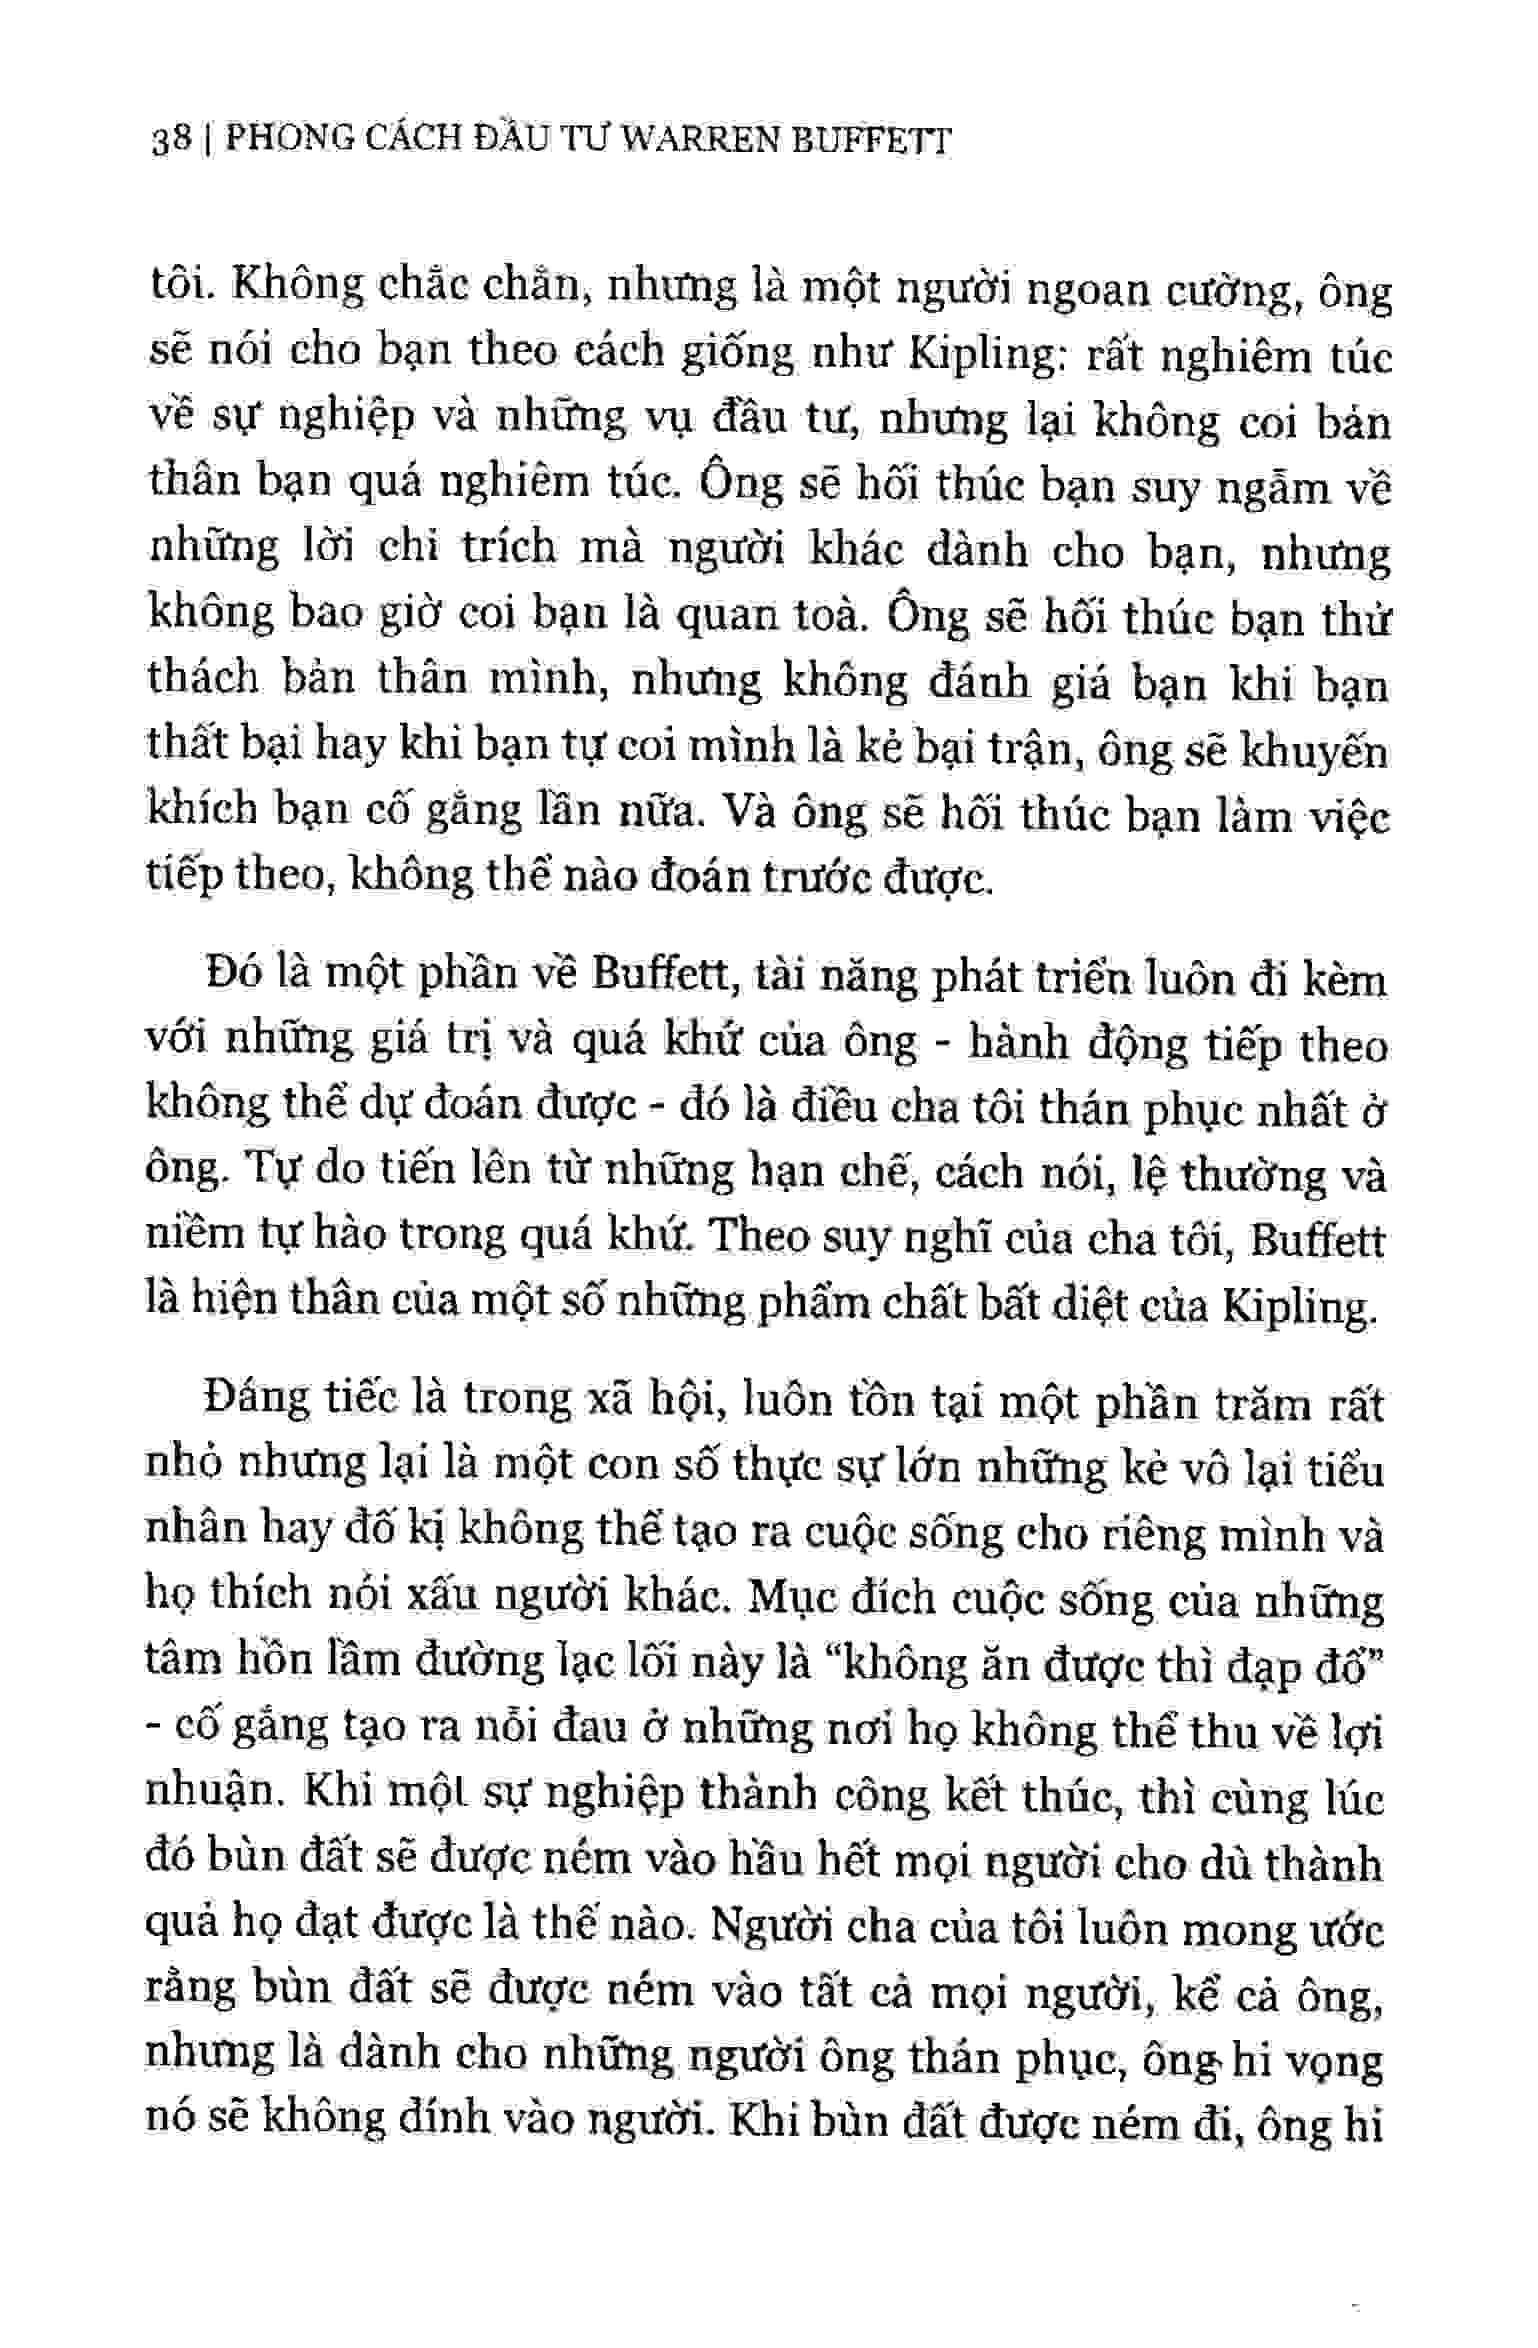 38 | PHONG CÁCH ĐẦU TƯ WARREN BUFFETT
tôi. Không chắc chắn, nhưng là một người ngoan cường, ông
sẽ nói cho bạn theo cách giống như Kipling: rất nghiêm túc
về sự nghiệp và những vụ đầu tư, nhưng lại không coi bản
thân bạn quá nghiêm túc. Ông sẽ hối thúc bạn suy ngẫm về
những lời chỉ trích mà người khác dành cho bạn, nhưng
không bao giờ coi bạn là quan toà. Ông sẽ hối thúc bạn thử
thách bản thân mình, nhưng không đánh giá bạn khi bạn
thất bại hay khi bạn tự coi mình là kẻ bại trận, ông sẽ khuyến
khích bạn cố gắng lần nữa. Và ông sẽ hối thúc bạn làm việc
tiếp theo, không thể nào đoán trước được.
Đó là một phần về Buffett, tài năng phát triển luôn đi kèm
với những giá trị và quá khứ của ông - hành động tiếp theo
không thể dự đoán được - đó là điều cha tôi thán phục nhất ở
ông. Tự do tiến lên từ những hạn chế, cách nói, lệ thường và
niềm tự hào trong quá khứ. Theo suy nghĩ của cha tôi, Buffett
là hiện thân của một số những phẩm chất bất diệt của Kipling.
Đáng tiếc là trong xã hội, luôn tồn tại một phần trăm rất
nhỏ nhưng lại là một con số thực sự lớn những kẻ vô lại tiểu
nhân hay đố kị không thể tạo ra cuộc sống cho riêng mình và
họ thích nói xấu người khác. Mục đích cuộc sống của những
tâm hồn lầm đường lạc lối này là “không ăn được thì đạp đổ”
- cố gắng tạo ra nỗi đau ở những nơi họ không thể thu về lợi
nhuận. Khi một sự nghiệp thành công kết thúc, thì cùng lúc
đó bùn đất sẽ được ném vào hầu hết mọi người cho dù thành
quả họ đạt được là thế nào. Người cha của tôi luôn mong ước
rằng bùn đất sẽ được ném vào tất cả mọi người, kể cả ông,
nhưng là dành cho những người ông thán phục, ông hi vọng
nó sẽ không dính vào người. Khi bùn đất được ném đi, ông hi